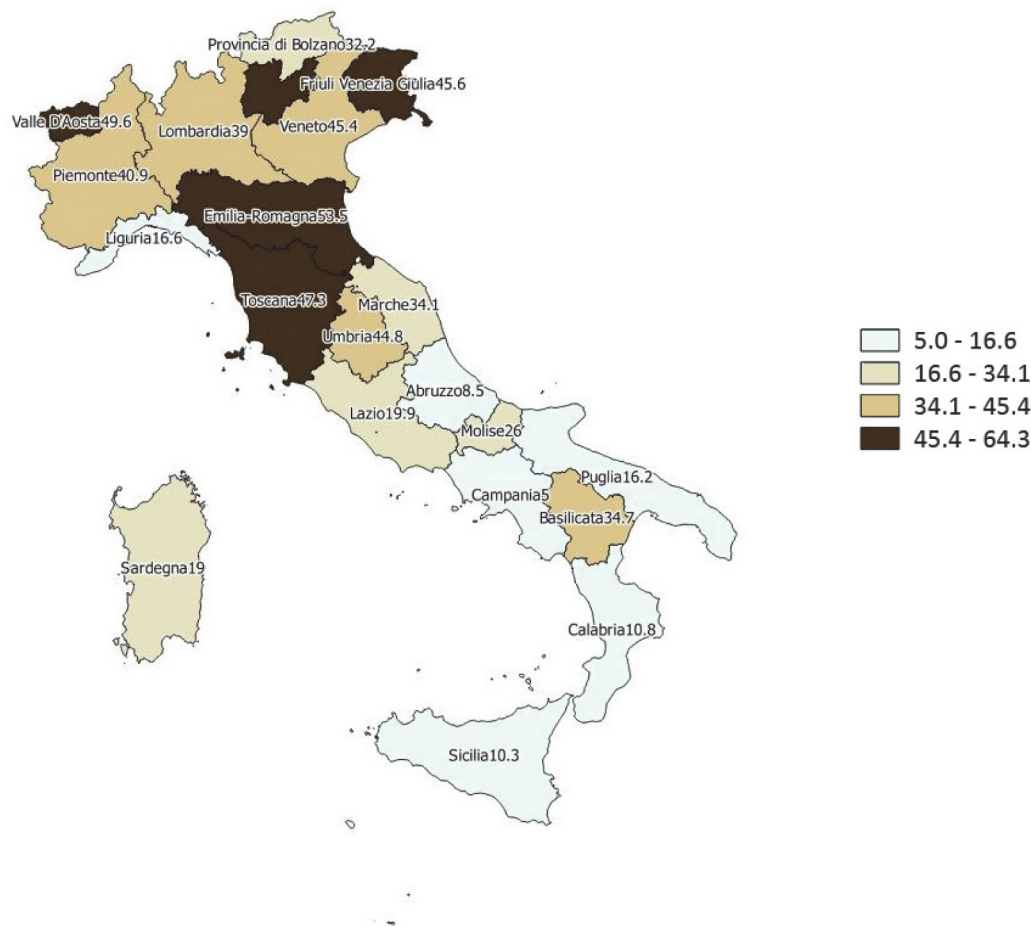 Provincia di Bolzano32.2
Friuli Venezia Giulia45.6
Valle D'Aosta49.6
Lombardia39
Veneto45.4
Piemonte40.9
Emilia-Romagna53.5
Liguria16.6
Toscana47.3
Marche34.1
Umbria44.8
Abruzzo8.5
Lazio19.9
Molise26
Puglia16.2
Campania5
Basilicata34.7
Sardegna19
Calabria10.8
Sicilia10.3
5.0 - 16.6
16.6 - 34.1
34.1 - 45.4
45.4 - 64.3